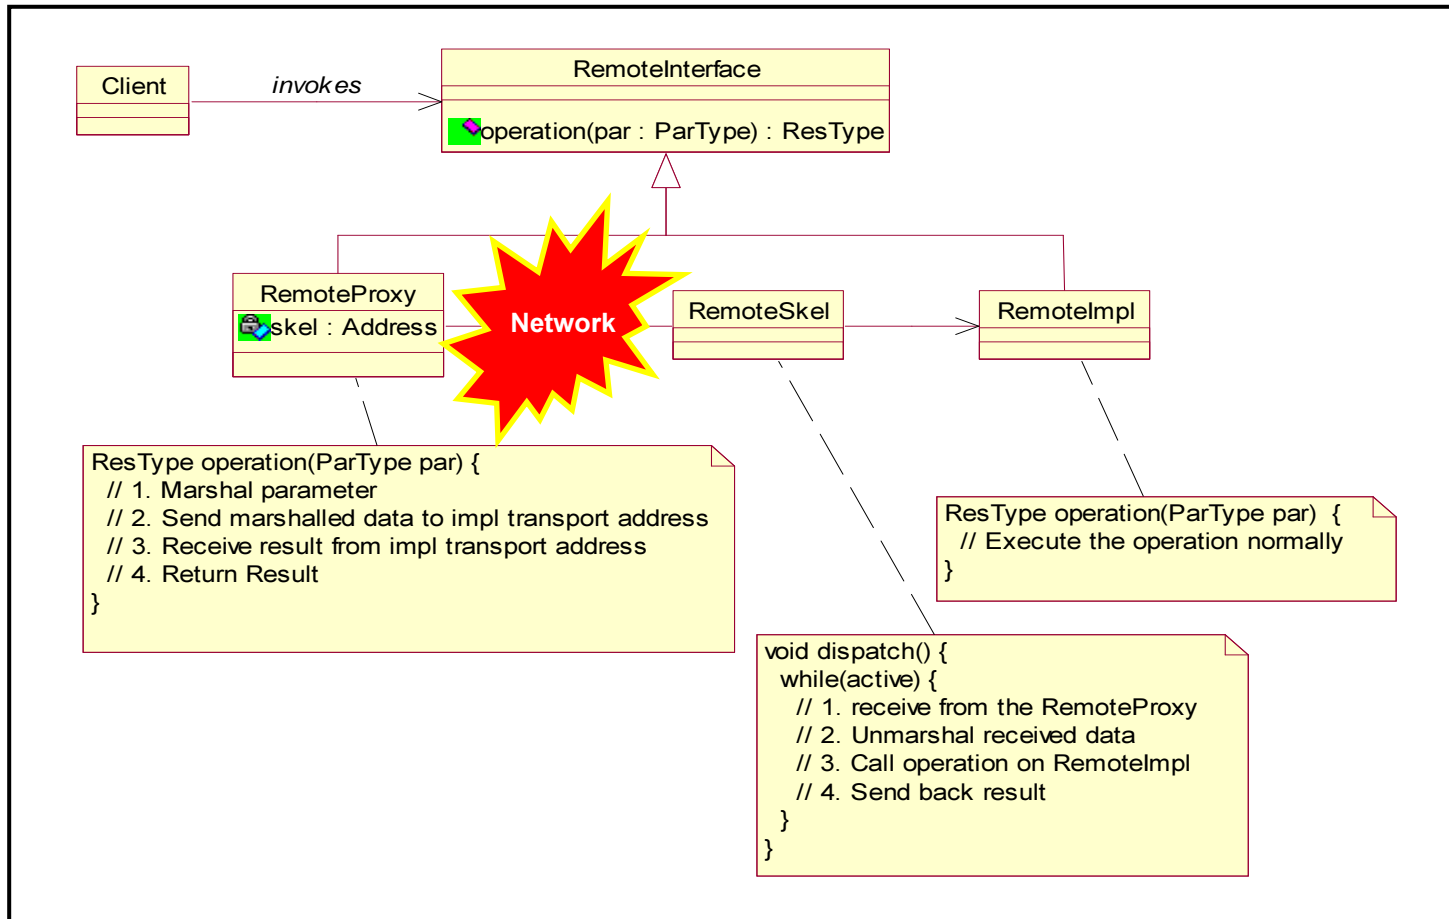 Client
invokes
RemoteInterface
operation(par : ParType) : ResType
RemoteProxy
skel : Address
Network
RemoteSkel
RemoteImpl
ResType operation(ParType par) {
// 1. Marshal parameter
// 2. Send marshalled data to impl transport address
// 3. Receive result from impl transport address
// 4. Return Result
}
ResType operation(ParType par)  {
// Execute the operation normally
}
void dispatch() {
while(active) {
// 1. receive from the RemoteProxy
// 2. Unmarshal received data
// 3. Call operation on RemoteImpl
// 4. Send back result
}
}